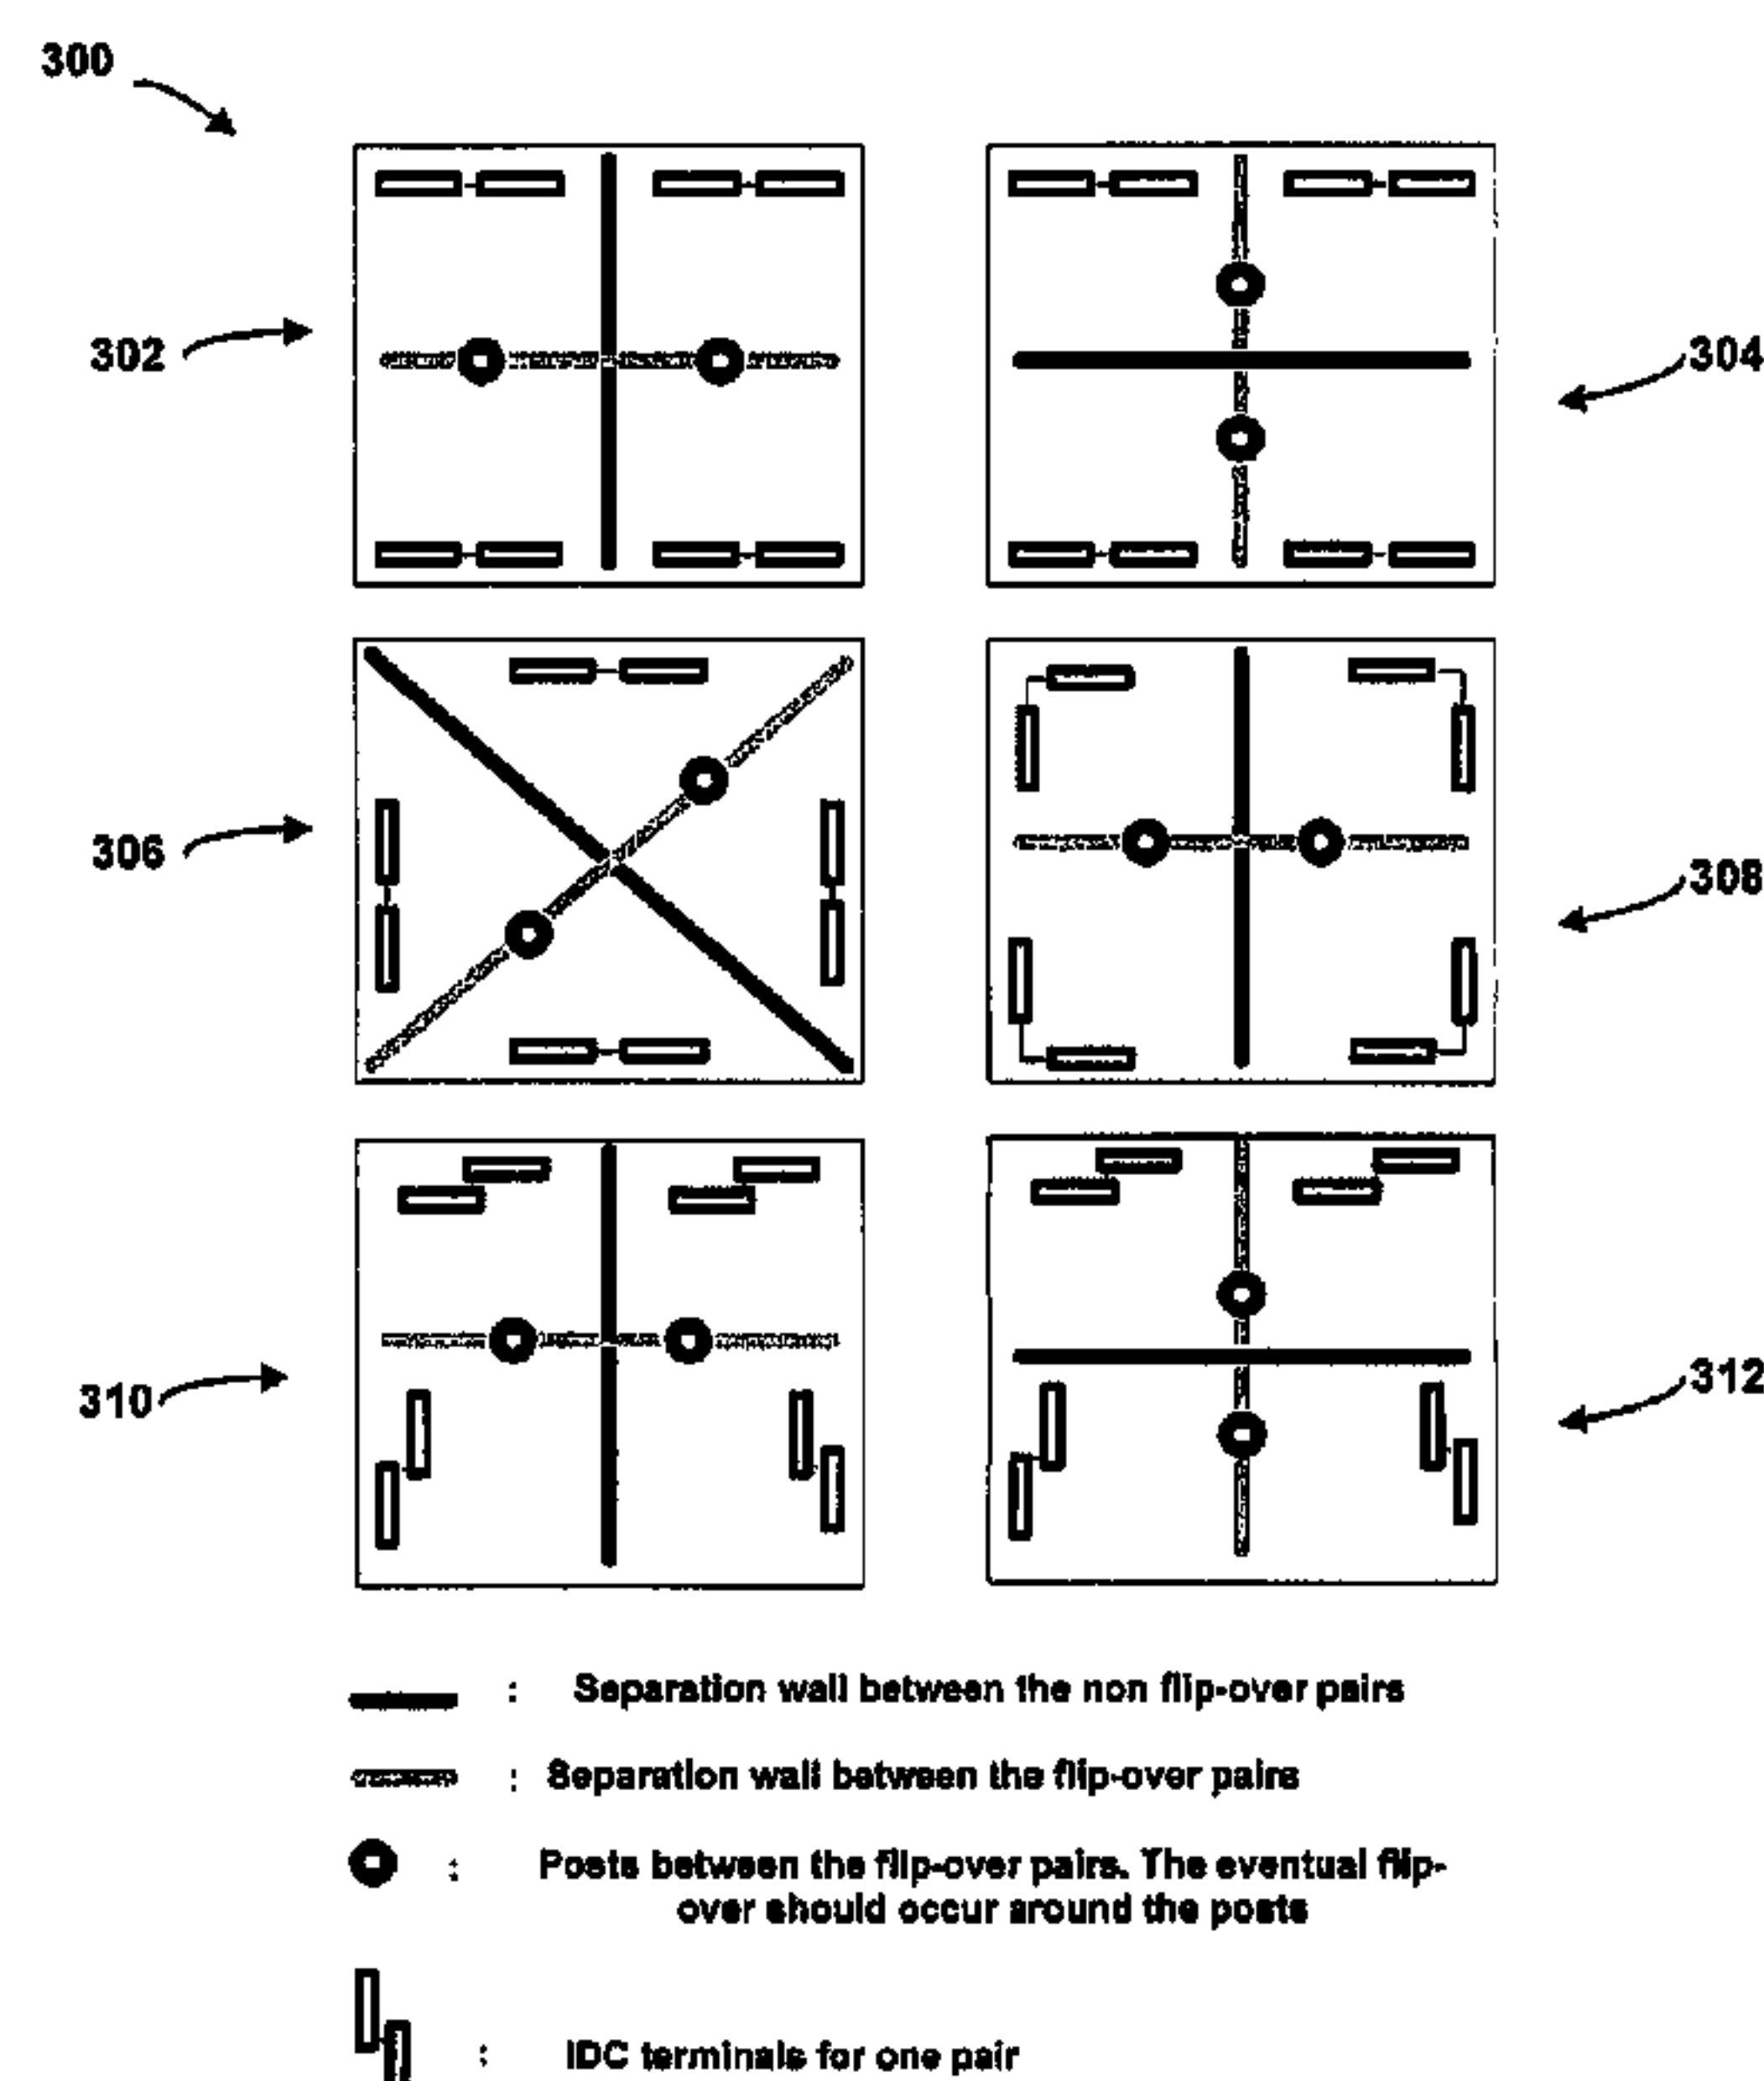 300
302
304
306
308
310
312
: Separation wall between the non flip-over pairs
: Separation wall between the flip-over pairs
: Posts between the flip-over pairs. The eventual flip-
over should occur around the posts
: IDC terminals for one pair